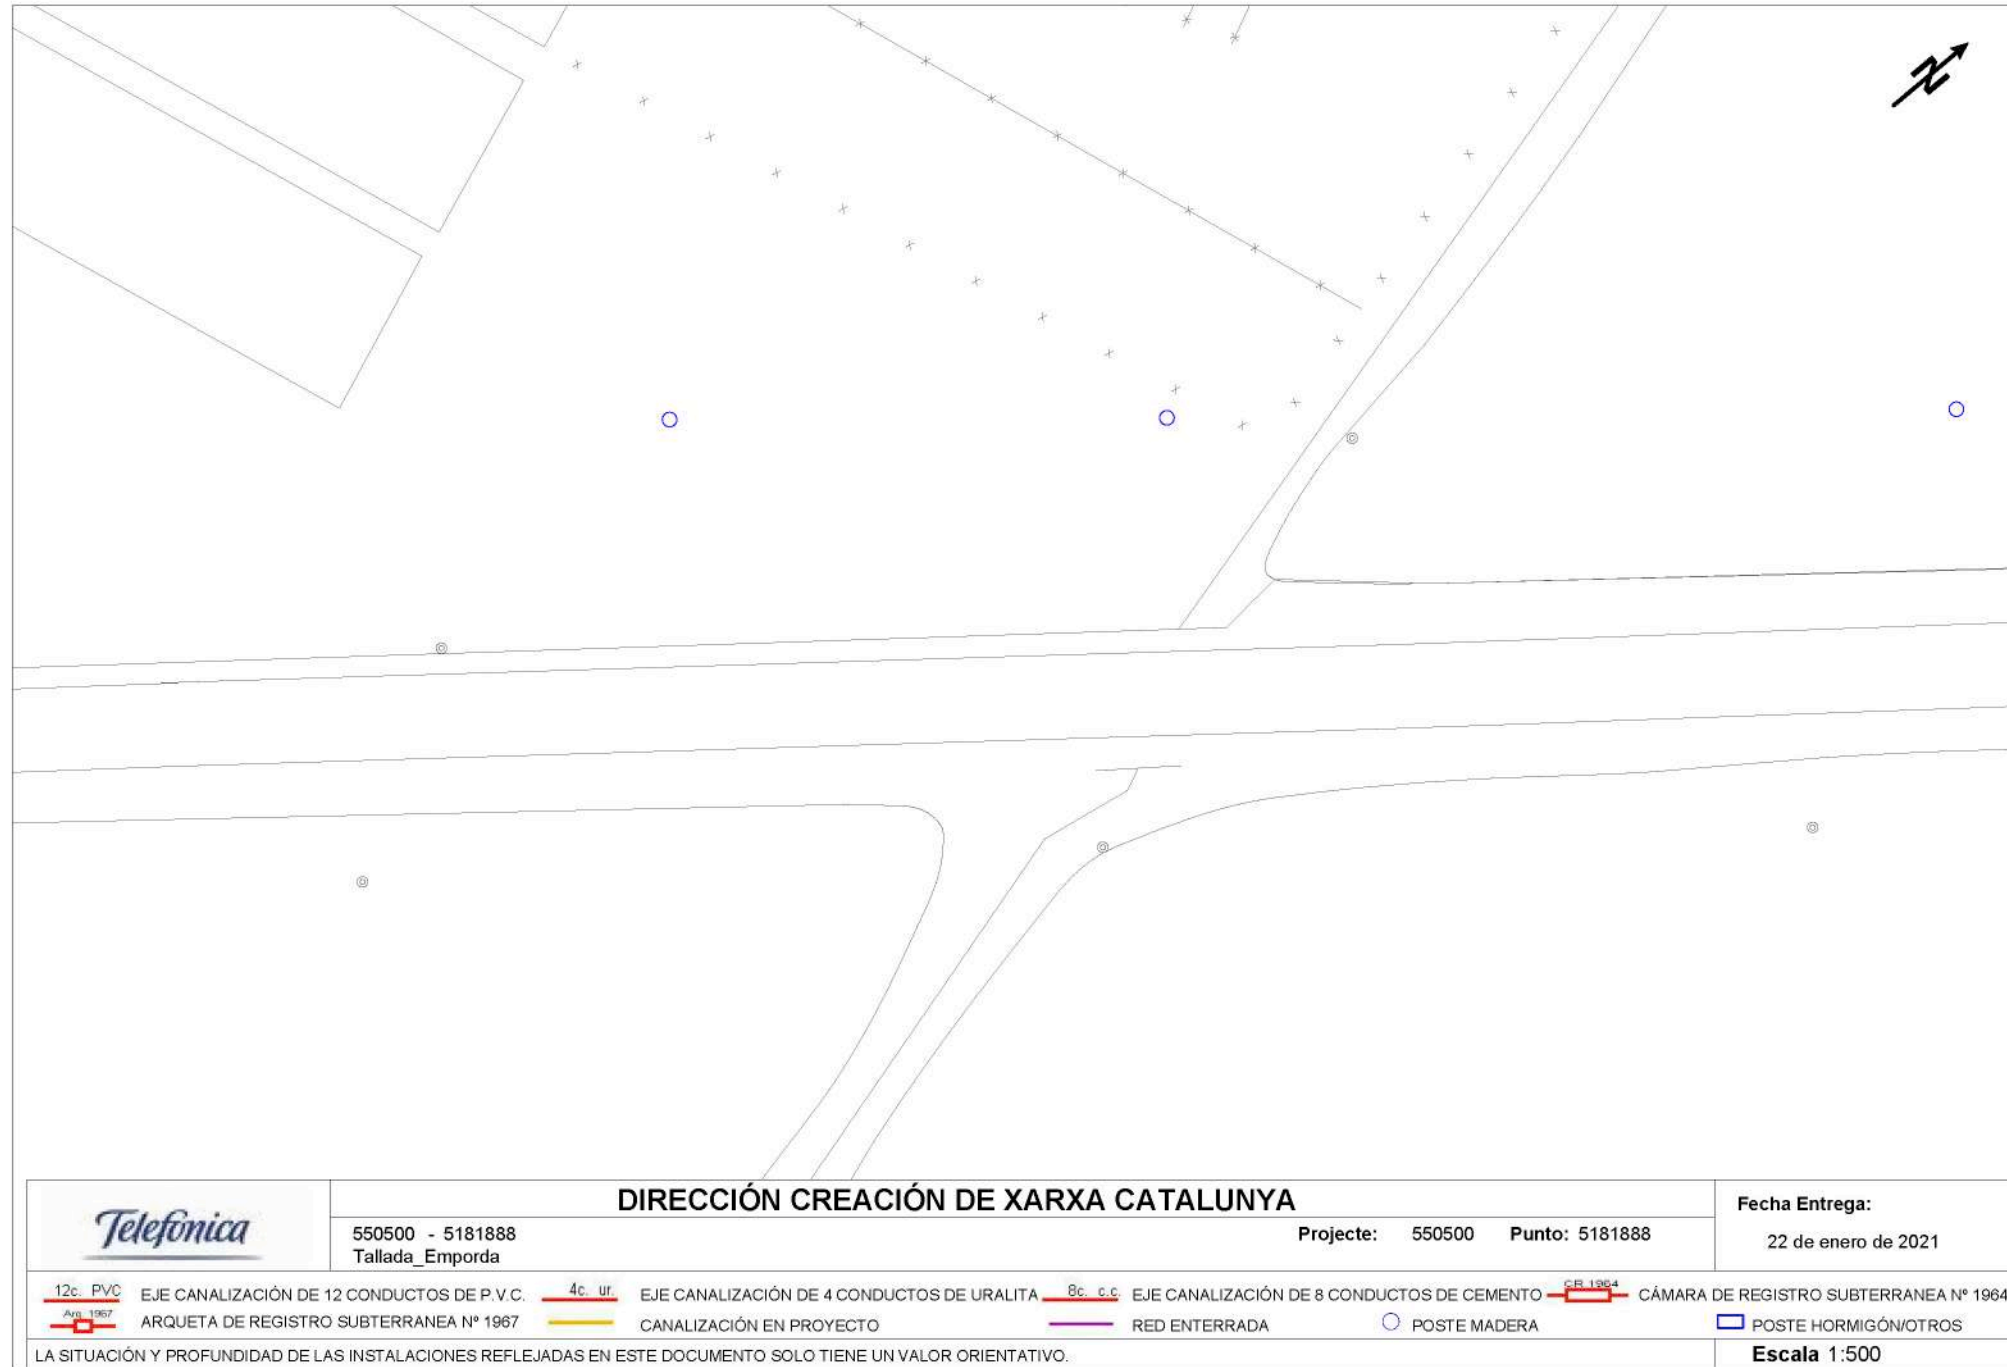 N
DIRECCIÓN CREACIÓN DE XARXA CATALUNYA
Telefónica
550500 - 5181888
Tallada_Emporda
Projecte: 550500 Punto: 5181888
Fecha Entrega:
22 de enero de 2021
12c. PVC EJE CANALIZACIÓN DE 12 CONDUCTOS DE P.V.C. 4c. ur. EJE CANALIZACIÓN DE 4 CONDUCTOS DE URALITA 8c. c.c. EJE CANALIZACIÓN DE 8 CONDUCTOS DE CEMENTO CR 1964 CÁMARA DE REGISTRO SUBTERRANEA Nº 1964
Arq. 1967 ARQUETA DE REGISTRO SUBTERRANEA Nº 1967 CANALIZACIÓN EN PROYECTO RED ENTERRADA POSTE MADERA POSTE HORMIGÓN/OTROS
LA SITUACIÓN Y PROFUNDIDAD DE LAS INSTALACIONES REFLEJADAS EN ESTE DOCUMENTO SOLO TIENE UN VALOR ORIENTATIVO.
Escala 1:500